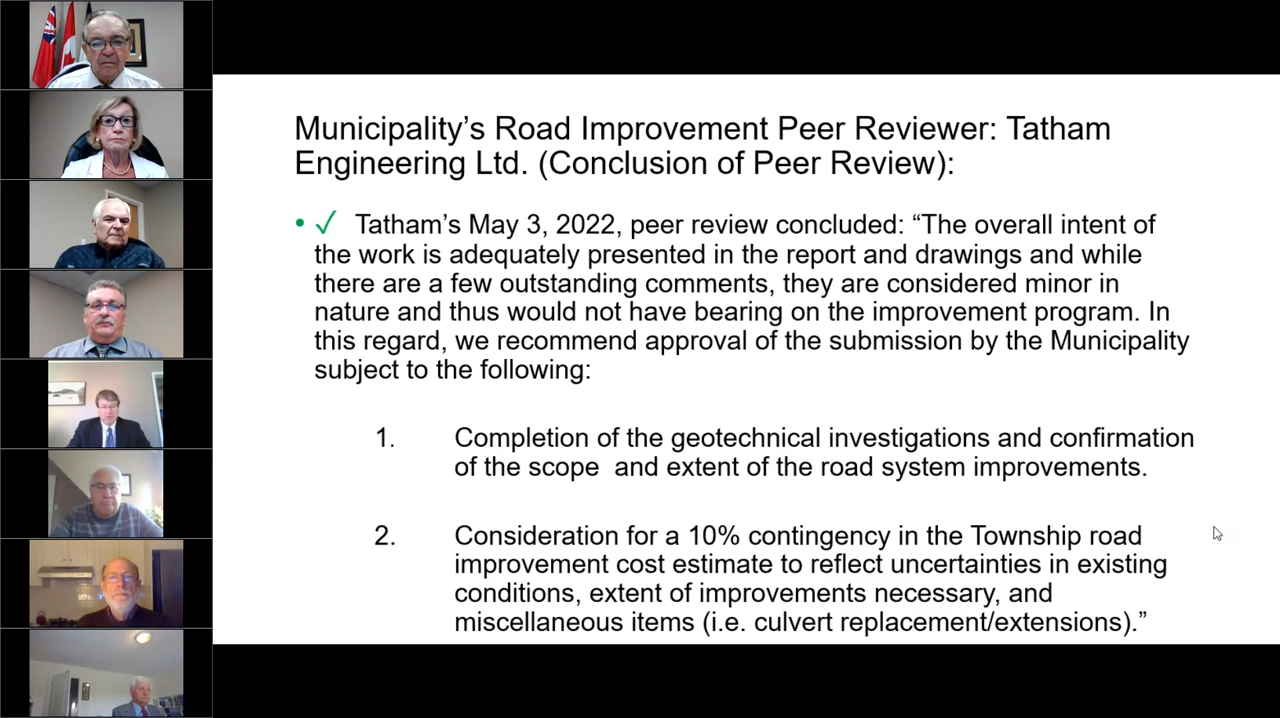 Municipality’s Road Improvement Peer Reviewer: Tatham
Engineering Ltd. (Conclusion of Peer Review):
• ✓ Tatham’s May 3, 2022, peer review concluded: “The overall intent of
the work is adequately presented in the report and drawings and while
there are a few outstanding comments, they are considered minor in
nature and thus would not have bearing on the improvement program. In
this regard, we recommend approval of the submission by the Municipality
subject to the following:
1. Completion of the geotechnical investigations and confirmation
of the scope and extent of the road system improvements.
2. Consideration for a 10% contingency in the Township road
improvement cost estimate to reflect uncertainties in existing
conditions, extent of improvements necessary, and
miscellaneous items (i.e. culvert replacement/extensions).”